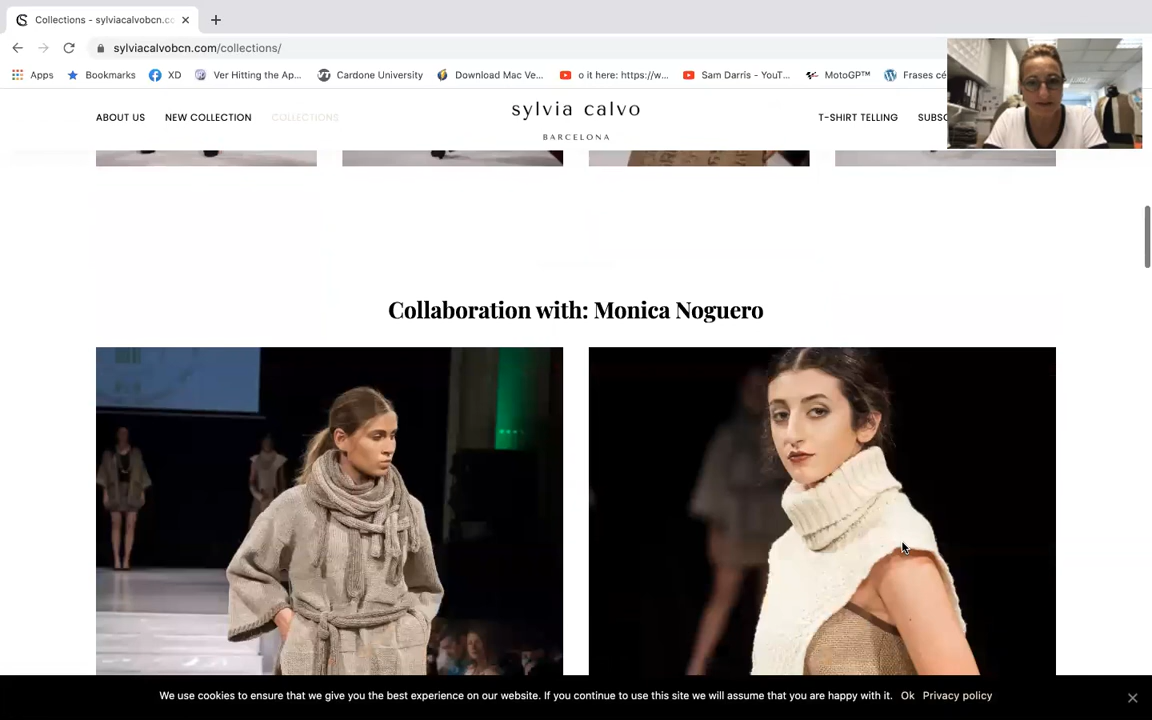 Collections - sylviacalvobcn.cc
sylviacalvobcn.com/collections/
Apps Bookmarks XD Ver Hitting the Ap... Cardone University Download Mac Ve... o it here: https://w... Sam Darris - YouT... MotoGP™ Frases cé
ABOUT US NEW COLLECTION COLLECTIONS sylvia calvo T-SHIRT TELLING SUBSC
BARCELONA
Collaboration with: Monica Noguero
We use cookies to ensure that we give you the best experience on our website. If you continue to use this site we will assume that you are happy with it. Ok Privacy policy